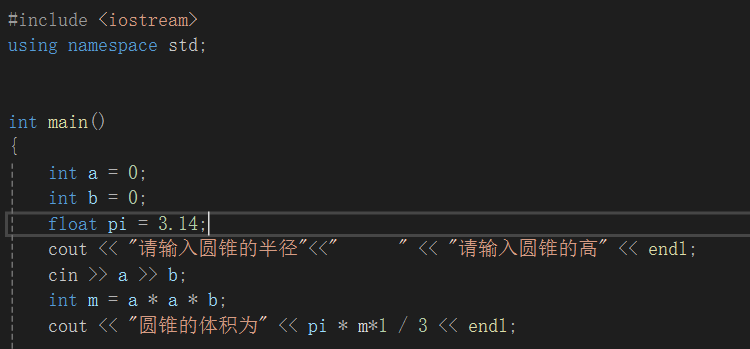 #include <iostream>
using namespace std;
int main()
{
int a = 0;
int b = 0;
float pi = 3.14;
cout << "请输入圆锥的半径"<<"      " << "请输入圆锥的高" << endl;
cin >> a >> b;
int m = a * a * b;
cout << "圆锥的体积为" << pi * m*1 / 3 << endl;